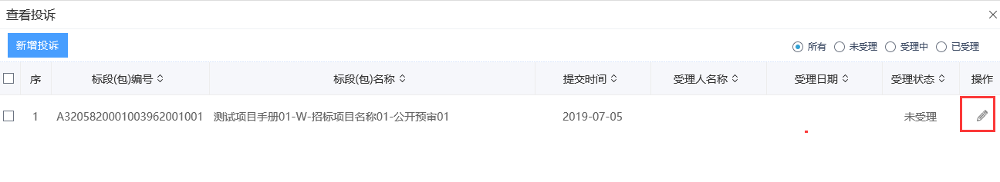 查看投诉
新增投诉 所有 未受理 受理中 已受理
序 标段(包)编号 标段(包)名称 提交时间 受理人名称 受理日期 受理状态 操作
1 A3205820001003962001001 测试项目手册01-W-招标项目名称01-公开预审01 2019-07-05 未受理